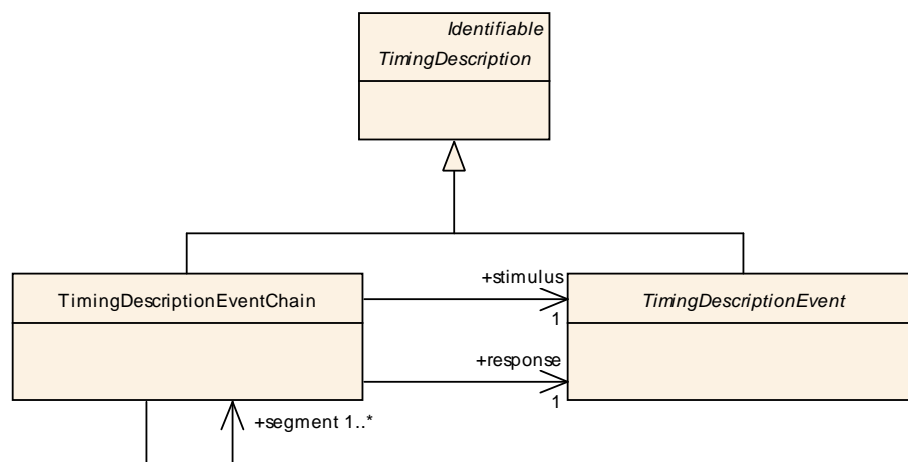 Identifiable
TimingDescription
TimingDescriptionEventChain
+stimulus
1
TimingDescriptionEvent
+response
1
+segment 1..*